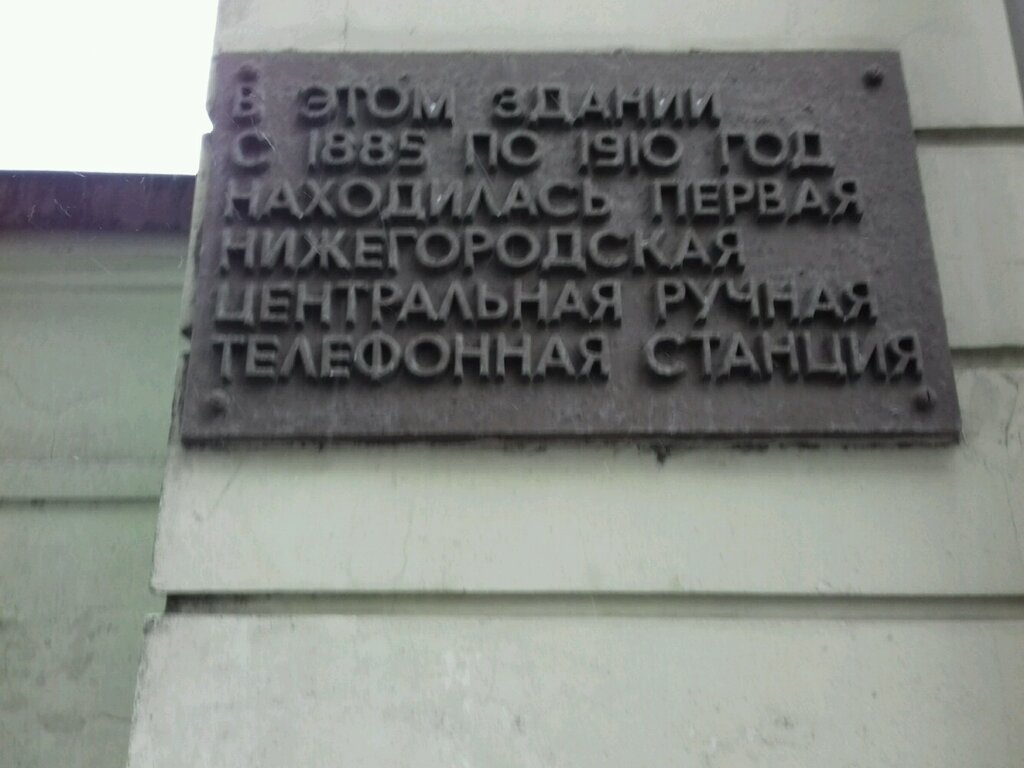 В ЭТОМ ЗДАНИИ
С 1885 ПО 1910 ГОД
НАХОДИЛАСЬ ПЕРВАЯ
НИЖЕГОРОДСКАЯ
ЦЕНТРАЛЬНАЯ РУЧНАЯ
ТЕЛЕФОННАЯ СТАНЦИЯ